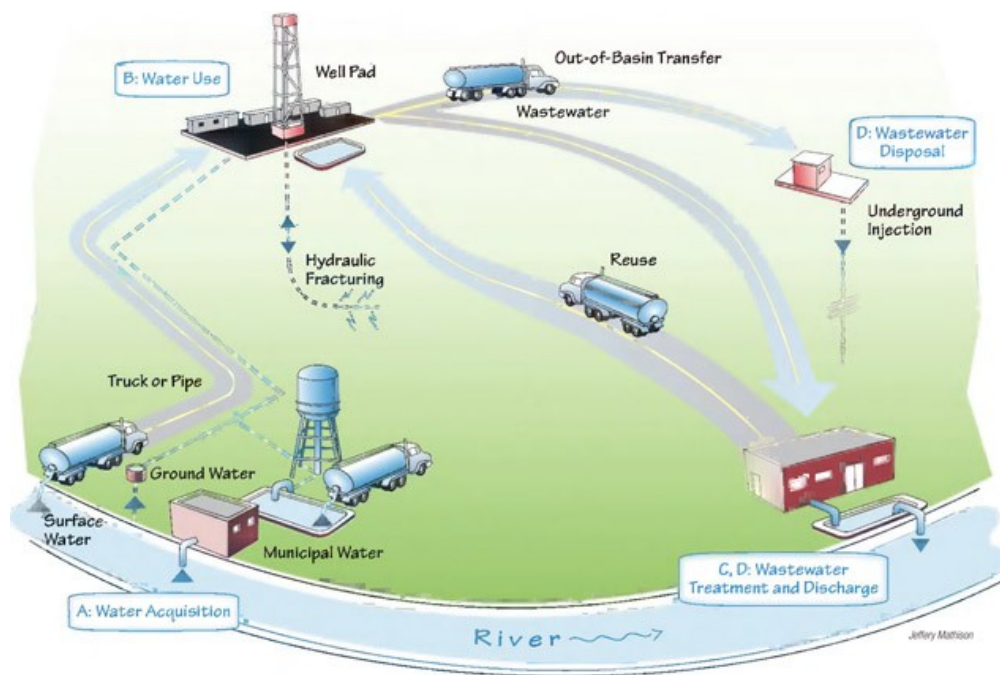 B: Water Use
Well Pad
Out-of-Basin Transfer
Wastewater
D: Wastewater
Disposal
Underground
Injection
Hydraulic
Fracturing
Reuse
Truck or Pipe
Ground Water
Surface
Water
Municipal Water
A: Water Acquisition
C, D: Wastewater
Treatment and Discharge
River
Jeffery Mathison